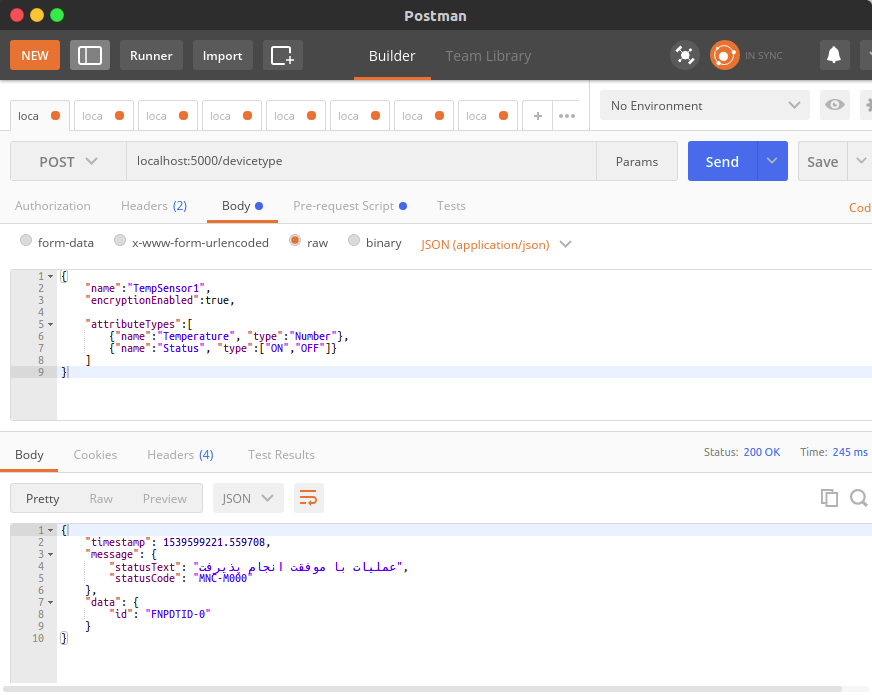 Postman
NEW Runner Import Builder Team Library IN SYNC
loca loca loca loca loca loca loca loca + ••• No Environment
POST localhost:5000/devicetype Params Send Save
Authorization Headers (2) Body Pre-request Script Tests Cod
form-data x-www-form-urlencoded raw binary JSON (application/json)
1 {
2 "name":"TempSensor1",
3 "encryptionEnabled":true,
4
5 "attributeTypes":[
6 {"name":"Temperature", "type":"Number"},
7 {"name":"Status", "type":["ON","OFF"]}
8 ]
9 }
Body Cookies Headers (4) Test Results Status: 200 OK Time: 245 ms
Pretty Raw Preview JSON
1 {
2 "timestamp": 1539599221.559708,
3 "message": {
4 "statusText": "عملیات با موفقت انجام پذیرفت",
5 "statusCode": "MNC-M000"
6 },
7 "data": {
8 "id": "FNPDTID-0"
9 }
10 }